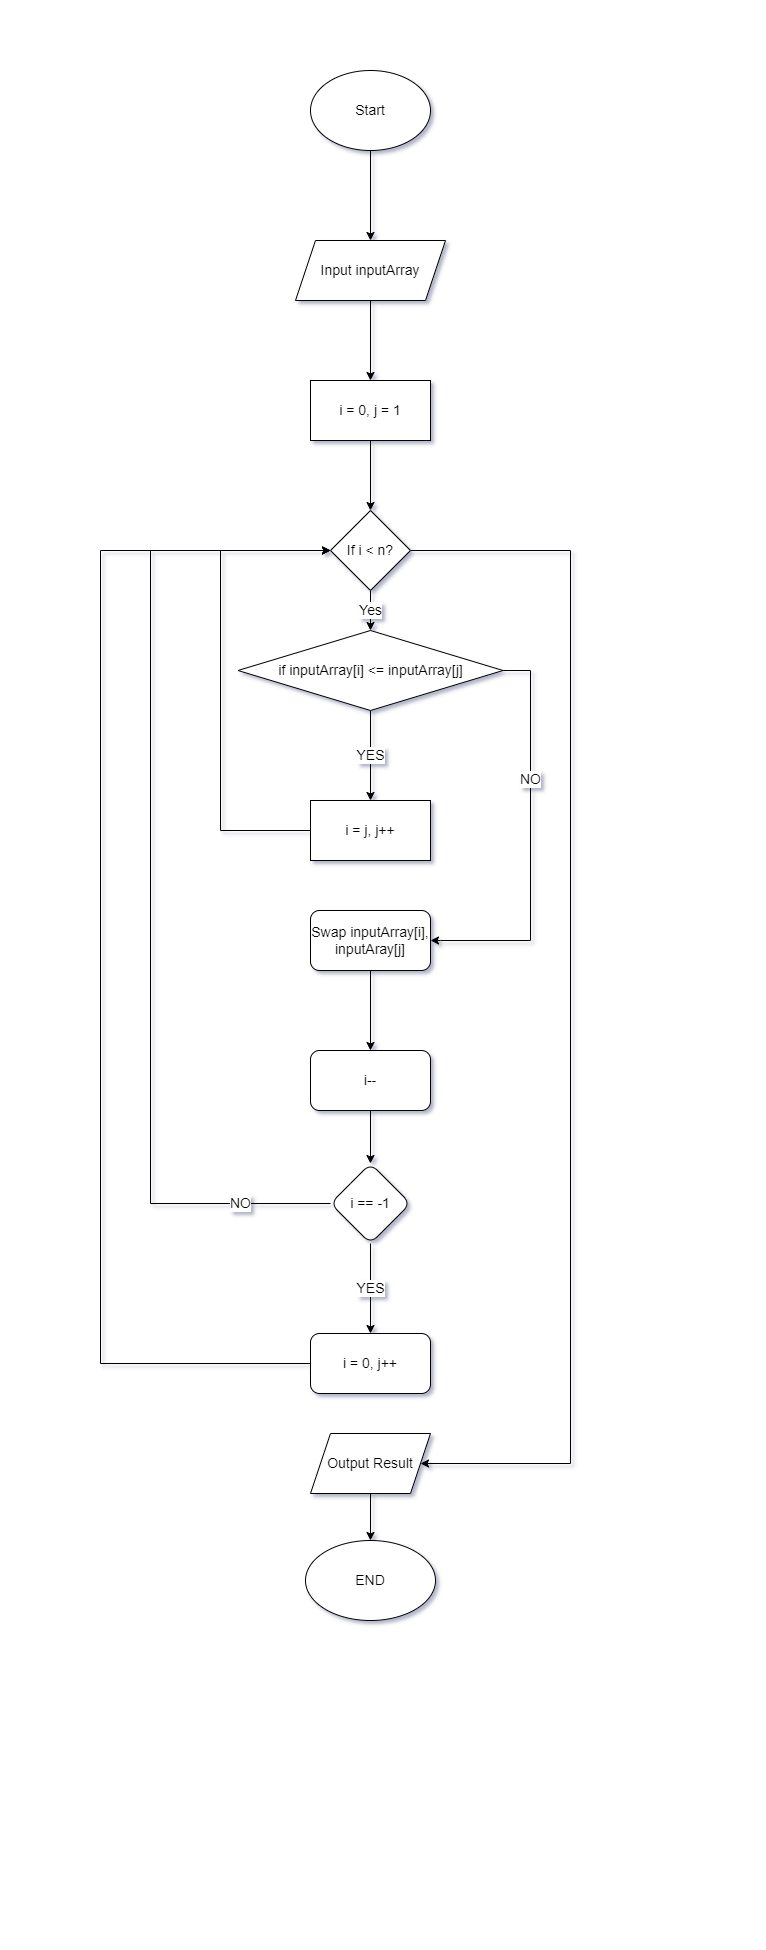 Start
Input inputArray
i = 0, j = 1
If i < n?
Yes
if inputArray[i] <= inputArray[j]
YES
NO
i = j, j++
Swap inputArray[i],
inputAray[j]
i--
i == -1
NO
YES
i = 0, j++
Output Result
END